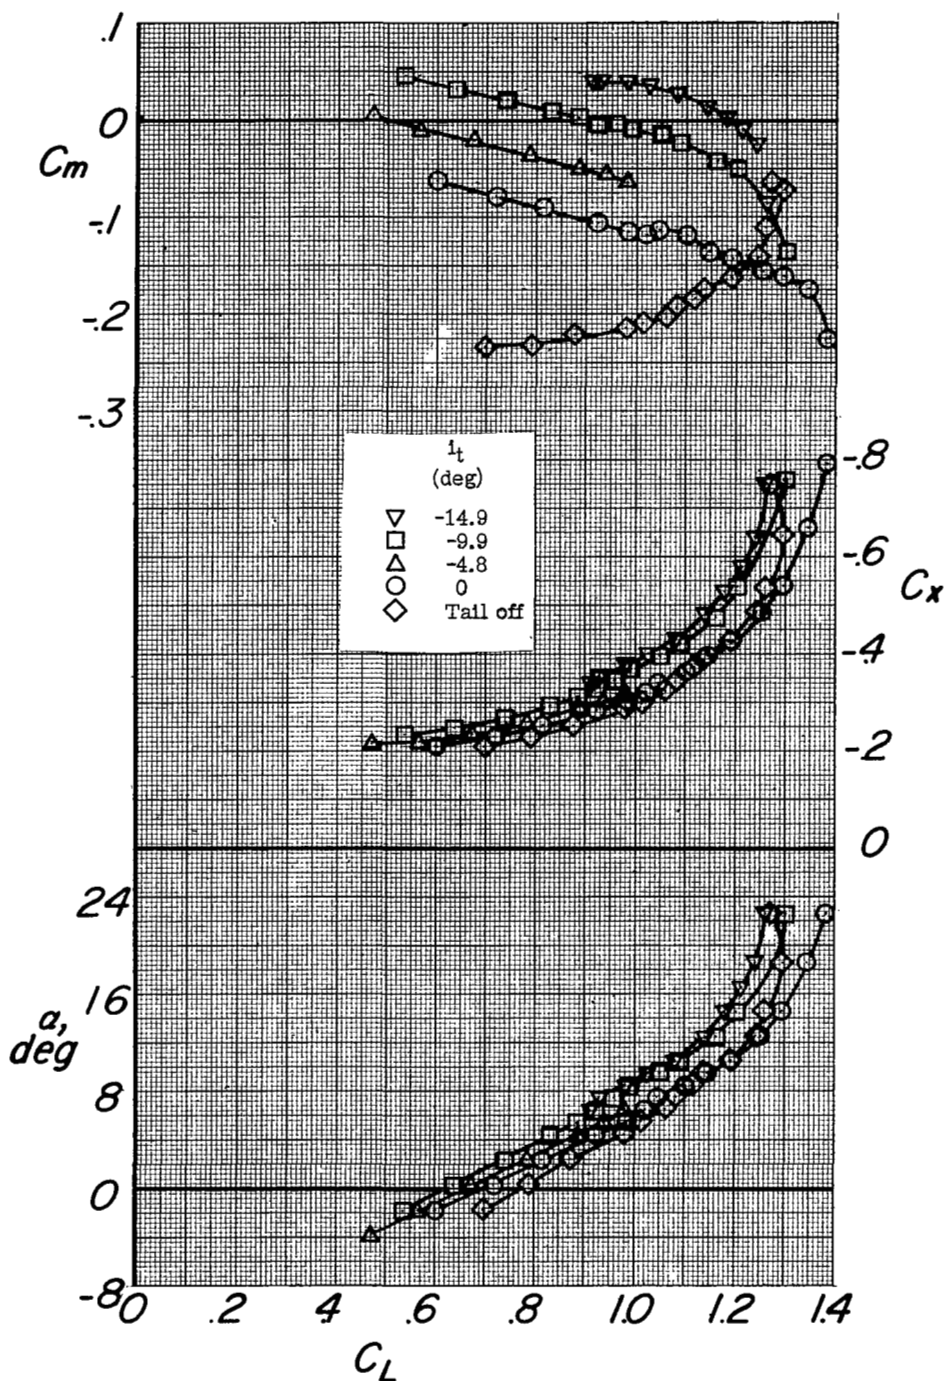 .1
0
Cm
-.1
-.2
-.3
it
(deg)
-14.9
-9.9
-4.8
0
Tail off
-.8
-.6
Cx
-.4
-.2
0
24
16
α,
deg
8
0
-8
0 .2 .4 .6 .8 1.0 1.2 1.4
CL